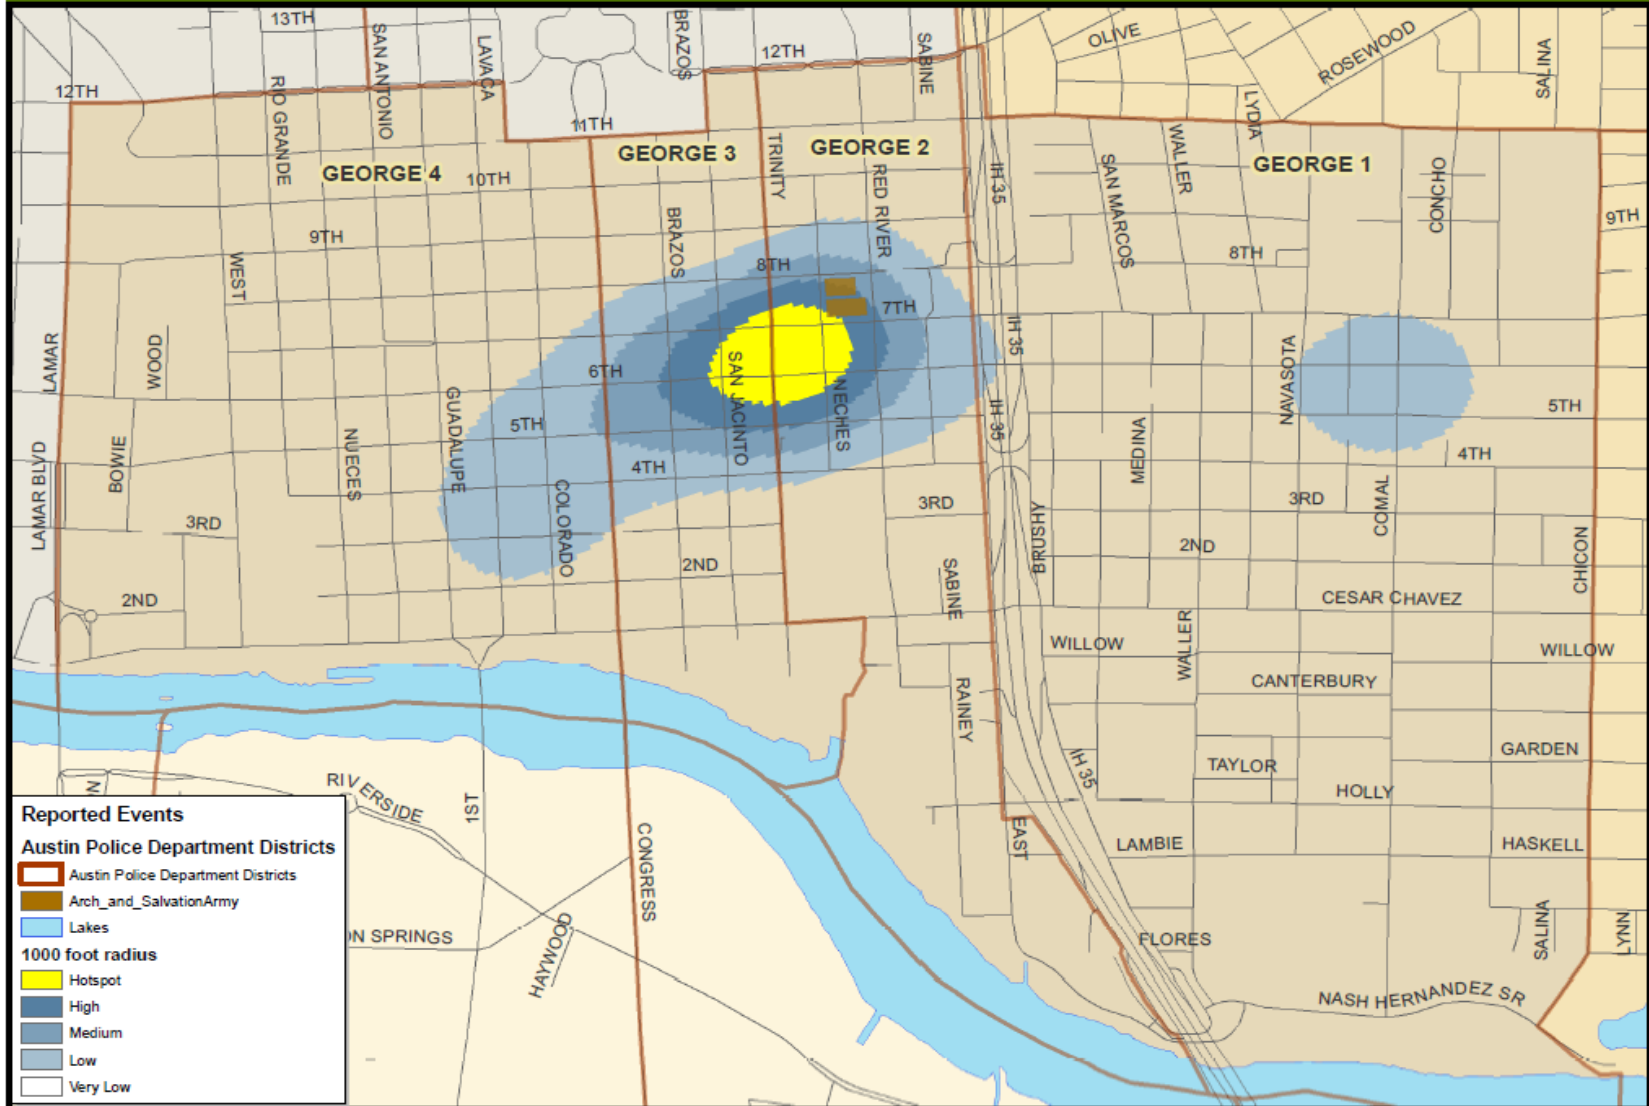 13TH
SAN ANTONIO
LAVACA
BRAZOS
12TH
SABINE
OLIVE
ROSEWOOD
SALINA
12TH
RIO GRANDE
11TH
LYDIA
GEORGE 4
GEORGE 3
GEORGE 2
GEORGE 1
TRINITY
10TH
RED RIVER
IH 35
SAN MARCOS
WALLER
CONCHO
9TH
BRAZOS
9TH
WEST
8TH
8TH
7TH
LAMAR
WOOD
6TH
SAN JACINTO
IH 35
NAVASOTA
GUADALUPE
5TH
NECHES
IH 35
5TH
LAMAR BLVD
BOWIE
NUECES
4TH
MEDINA
4TH
COLORADO
3RD
3RD
3RD
COMAL
2ND
SABINE
BRUSHY
2ND
CHICON
2ND
CESAR CHAVEZ
WALLER
WILLOW
WILLOW
RAINEY
CANTERBURY
GARDEN
IH 35
TAYLOR
HOLLY
RIVERSIDE
1ST
CONGRESS
EAST
LAMBIE
HASKELL
ON SPRINGS
HAYWOOD
FLORES
SALINA
LYNN
NASH HERNANDEZ SR
Reported Events
Austin Police Department Districts
Austin Police Department Districts
Arch_and_SalvationArmy
Lakes
1000 foot radius
Hotspot
High
Medium
Low
Very Low